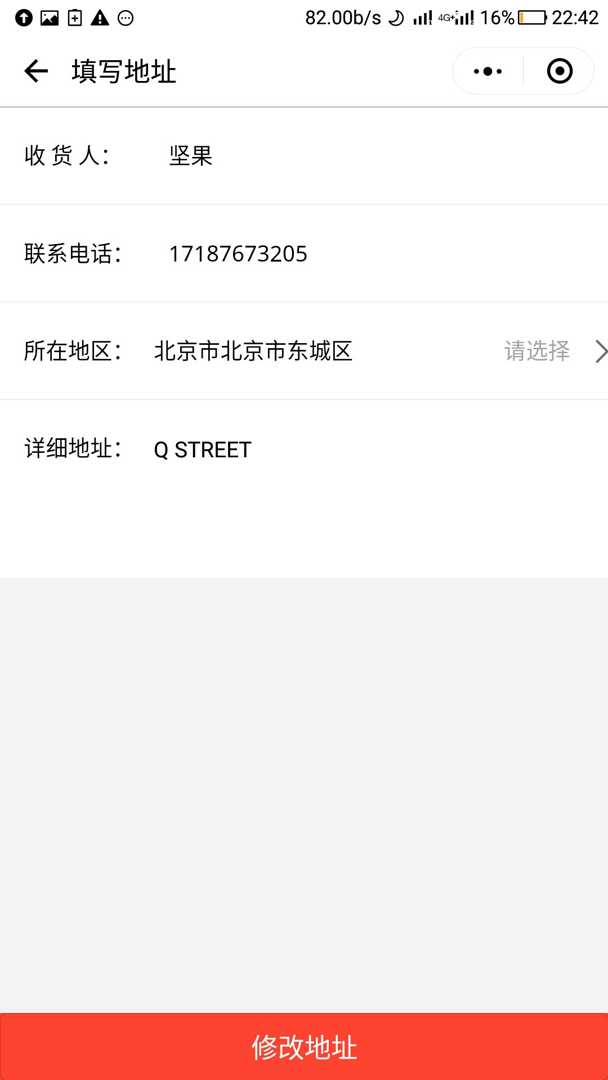 82.00b/s 4G+ 16% 22:42
填写地址
收货人： 坚果
联系电话： 17187673205
所在地区： 北京市北京市东城区 请选择
详细地址： Q STREET
修改地址